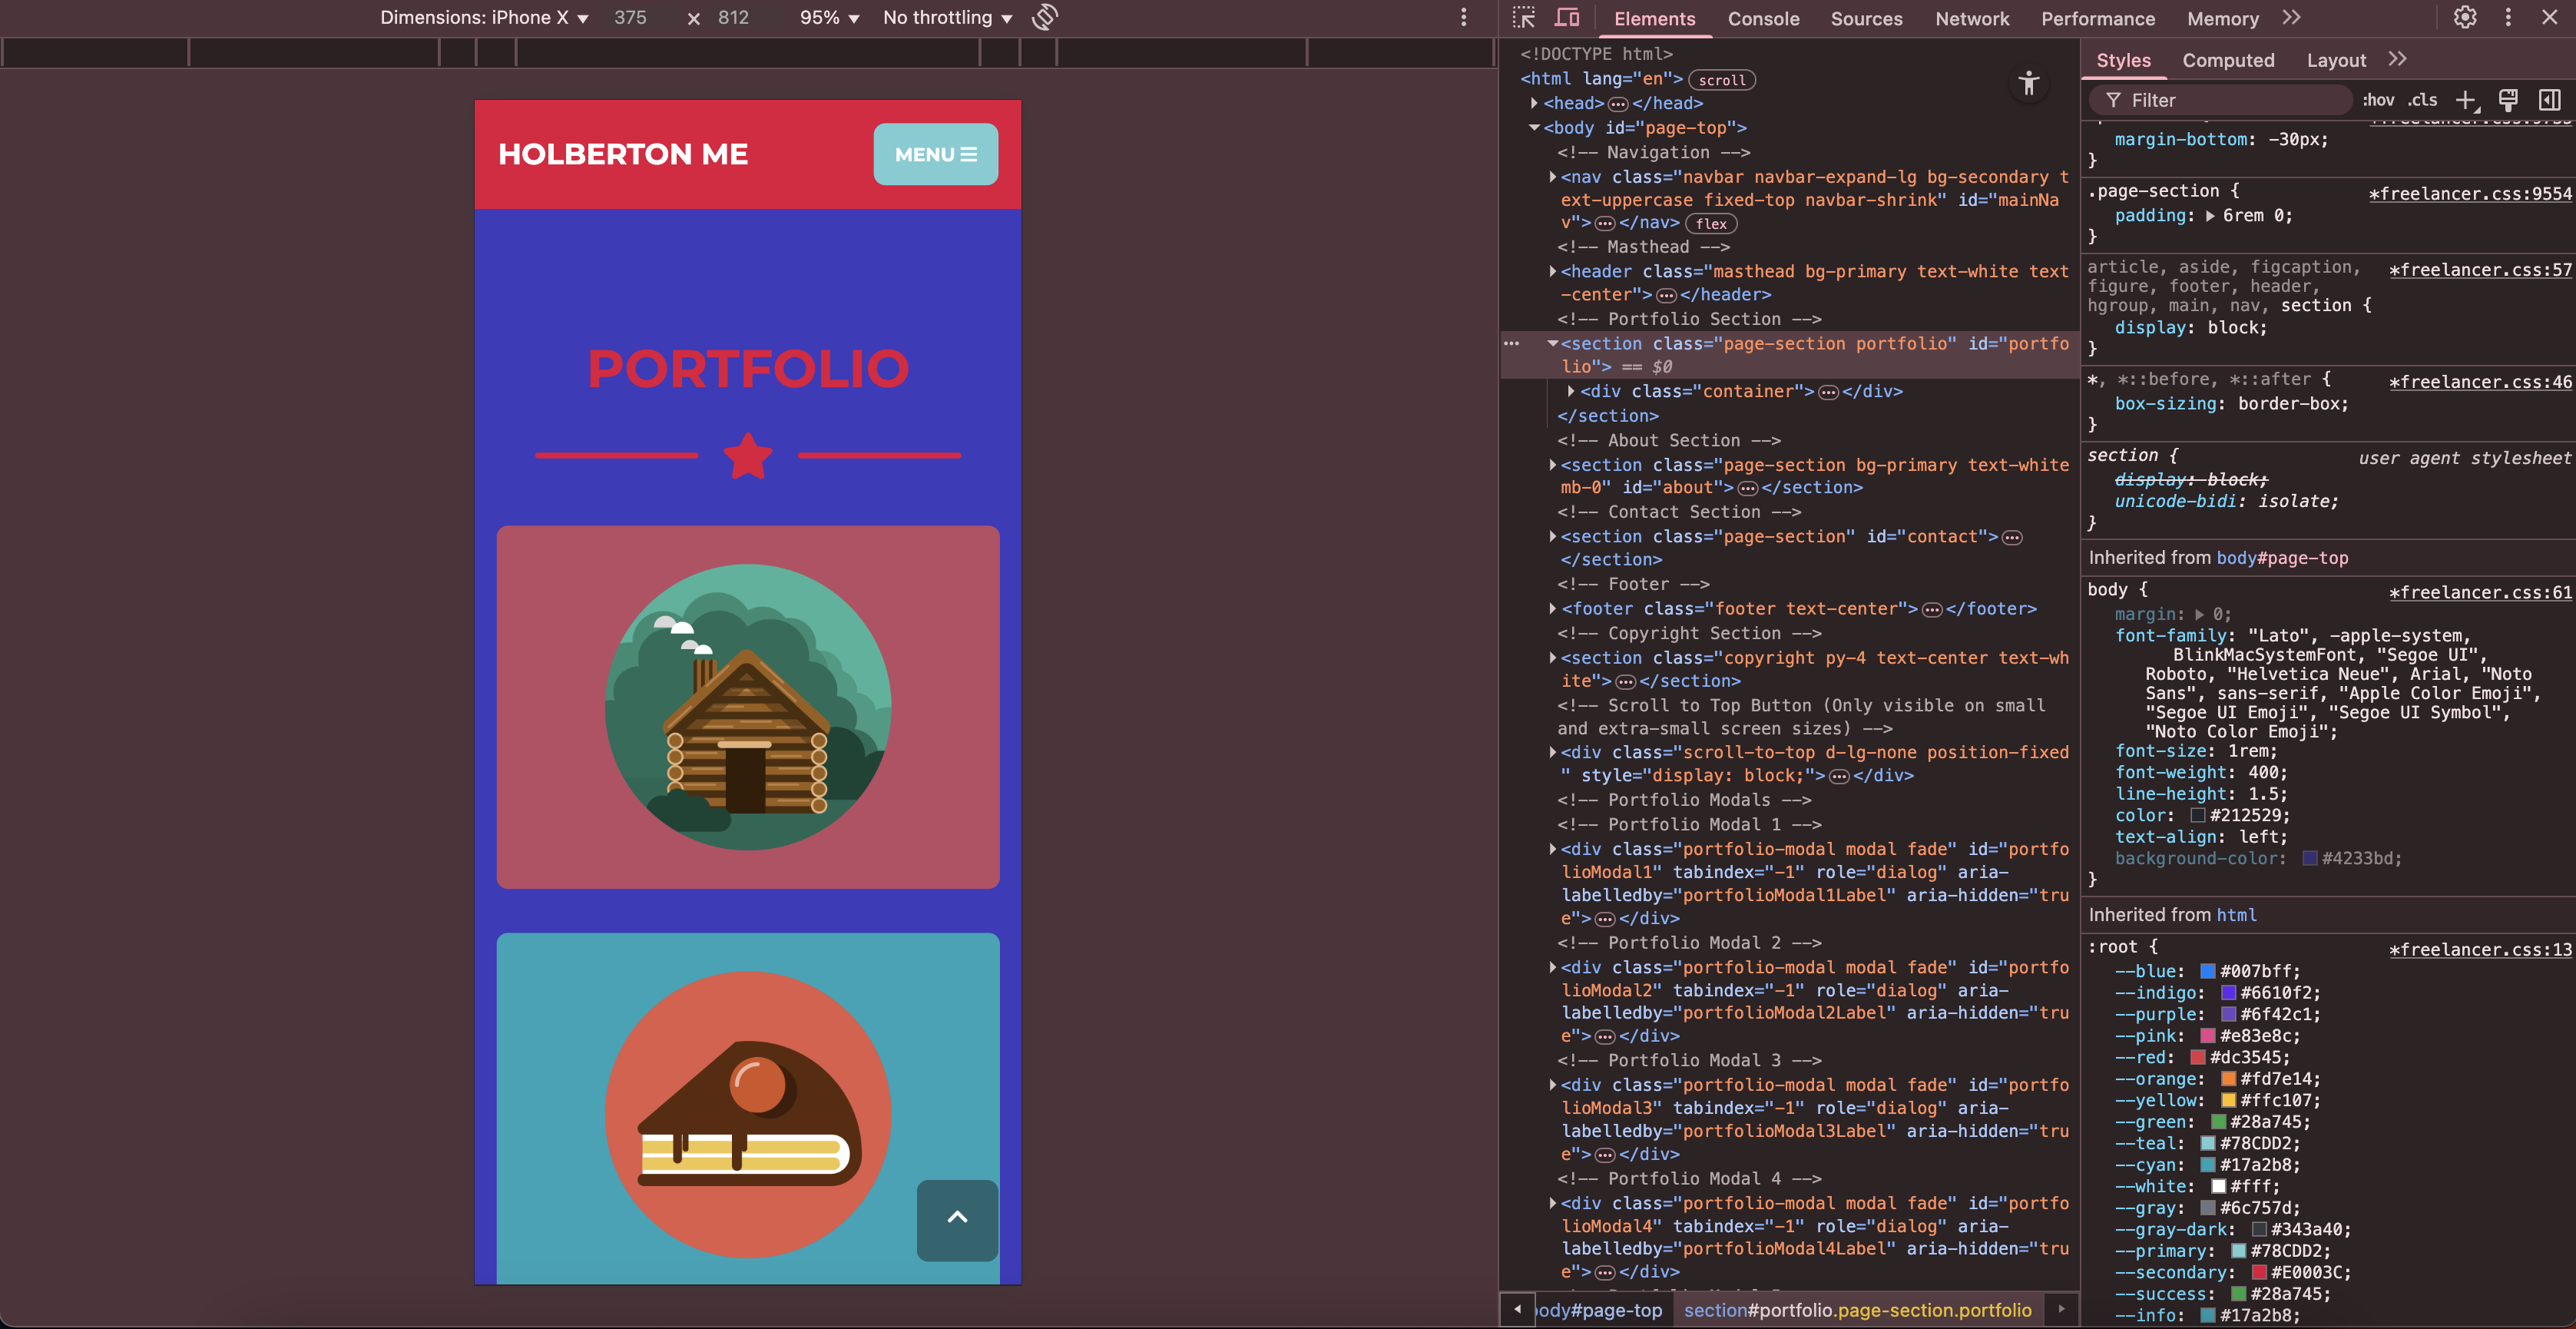 Dimensions: iPhone X ▼ 375 × 812 95% ▼ No throttling ▼
HOLBERTON ME
MENU
PORTFOLIO
Elements Console Sources Network Performance Memory
<!DOCTYPE html>
<html lang="en"> scroll
<head> </head>
<body id="page-top">
<!-- Navigation -->
<nav class="navbar navbar-expand-lg bg-secondary t
ext-uppercase fixed-top navbar-shrink" id="mainNa
v"> </nav> flex
<!-- Masthead -->
<header class="masthead bg-primary text-white text
-center"> </header>
<!-- Portfolio Section -->
<section class="page-section portfolio" id="portfo
lio"> == $0
<div class="container"> </div>
</section>
<!-- About Section -->
<section class="page-section bg-primary text-white
mb-0" id="about"> </section>
<!-- Contact Section -->
<section class="page-section" id="contact">
</section>
<!-- Footer -->
<footer class="footer text-center"> </footer>
<!-- Copyright Section -->
<section class="copyright py-4 text-center text-wh
ite"> </section>
<!-- Scroll to Top Button (Only visible on small
and extra-small screen sizes) -->
<div class="scroll-to-top d-lg-none position-fixed
" style="display: block;"> </div>
<!-- Portfolio Modals -->
<!-- Portfolio Modal 1 -->
<div class="portfolio-modal modal fade" id="portfo
lioModal1" tabindex="-1" role="dialog" aria-
labelledby="portfolioModal1Label" aria-hidden="tru
e"> </div>
<!-- Portfolio Modal 2 -->
<div class="portfolio-modal modal fade" id="portfo
lioModal2" tabindex="-1" role="dialog" aria-
labelledby="portfolioModal2Label" aria-hidden="tru
e"> </div>
<!-- Portfolio Modal 3 -->
<div class="portfolio-modal modal fade" id="portfo
lioModal3" tabindex="-1" role="dialog" aria-
labelledby="portfolioModal3Label" aria-hidden="tru
e"> </div>
<!-- Portfolio Modal 4 -->
<div class="portfolio-modal modal fade" id="portfo
lioModal4" tabindex="-1" role="dialog" aria-
labelledby="portfolioModal4Label" aria-hidden="tru
e"> </div>
body#page-top section#portfolio.page-section.portfolio
Styles Computed Layout
Filter :hov .cls
margin-bottom: -30px;
}
.page-section { *freelancer.css:9554
padding: 6rem 0;
}
article, aside, figcaption, *freelancer.css:57
figure, footer, header,
hgroup, main, nav, section {
display: block;
}
*, *::before, *::after { *freelancer.css:46
box-sizing: border-box;
}
section { user agent stylesheet
display: block;
unicode-bidi: isolate;
}
Inherited from body#page-top
body { *freelancer.css:61
margin: 0;
font-family: "Lato", -apple-system,
BlinkMacSystemFont, "Segoe UI",
Roboto, "Helvetica Neue", Arial, "Noto
Sans", sans-serif, "Apple Color Emoji",
"Segoe UI Emoji", "Segoe UI Symbol",
"Noto Color Emoji";
font-size: 1rem;
font-weight: 400;
line-height: 1.5;
color: #212529;
text-align: left;
background-color: #4233bd;
}
Inherited from html
:root { *freelancer.css:13
--blue: #007bff;
--indigo: #6610f2;
--purple: #6f42c1;
--pink: #e83e8c;
--red: #dc3545;
--orange: #fd7e14;
--yellow: #ffc107;
--green: #28a745;
--teal: #78CDD2;
--cyan: #17a2b8;
--white: #fff;
--gray: #6c757d;
--gray-dark: #343a40;
--primary: #78CDD2;
--secondary: #E0003C;
--success: #28a745;
--info: #17a2b8;